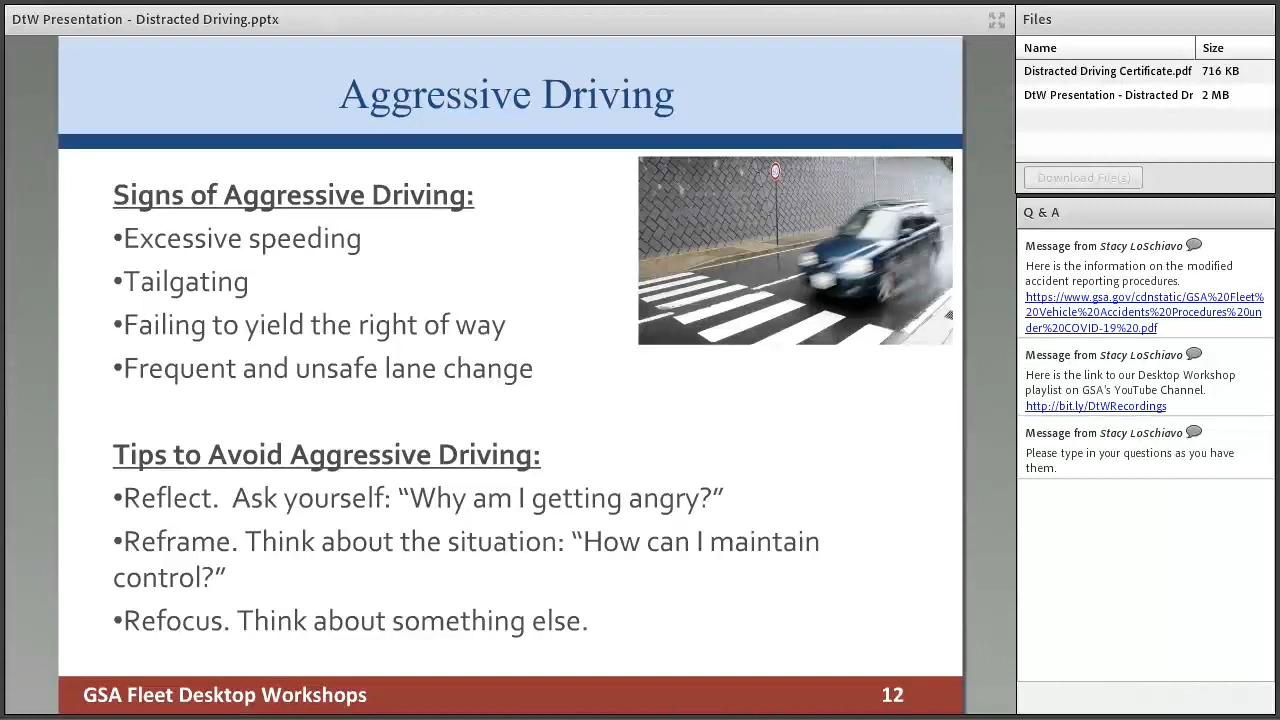 DtW Presentation - Distracted Driving.pptx
Aggressive Driving
Signs of Aggressive Driving:
•Excessive speeding
•Tailgating
•Failing to yield the right of way
•Frequent and unsafe lane change
Tips to Avoid Aggressive Driving:
•Reflect.  Ask yourself: “Why am I getting angry?”
•Reframe. Think about the situation: “How can I maintain
control?”
•Refocus. Think about something else.
GSA Fleet Desktop Workshops
12
Files
Name
Size
Distracted Driving Certificate.pdf
716 KB
DtW Presentation - Distracted Dr
2 MB
Download File(s)
Q & A
Message from Stacy LoSchiavo
Here is the information on the modified
accident reporting procedures.
https://www.gsa.gov/cdnstatic/GSA%20Fleet%
20Vehicle%20Accidents%20Procedures%20un
der%20COVID-19%20.pdf
Message from Stacy LoSchiavo
Here is the link to our Desktop Workshop
playlist on GSA's YouTube Channel.
http://bit.ly/DtWRecordings
Message from Stacy LoSchiavo
Please type in your questions as you have
them.